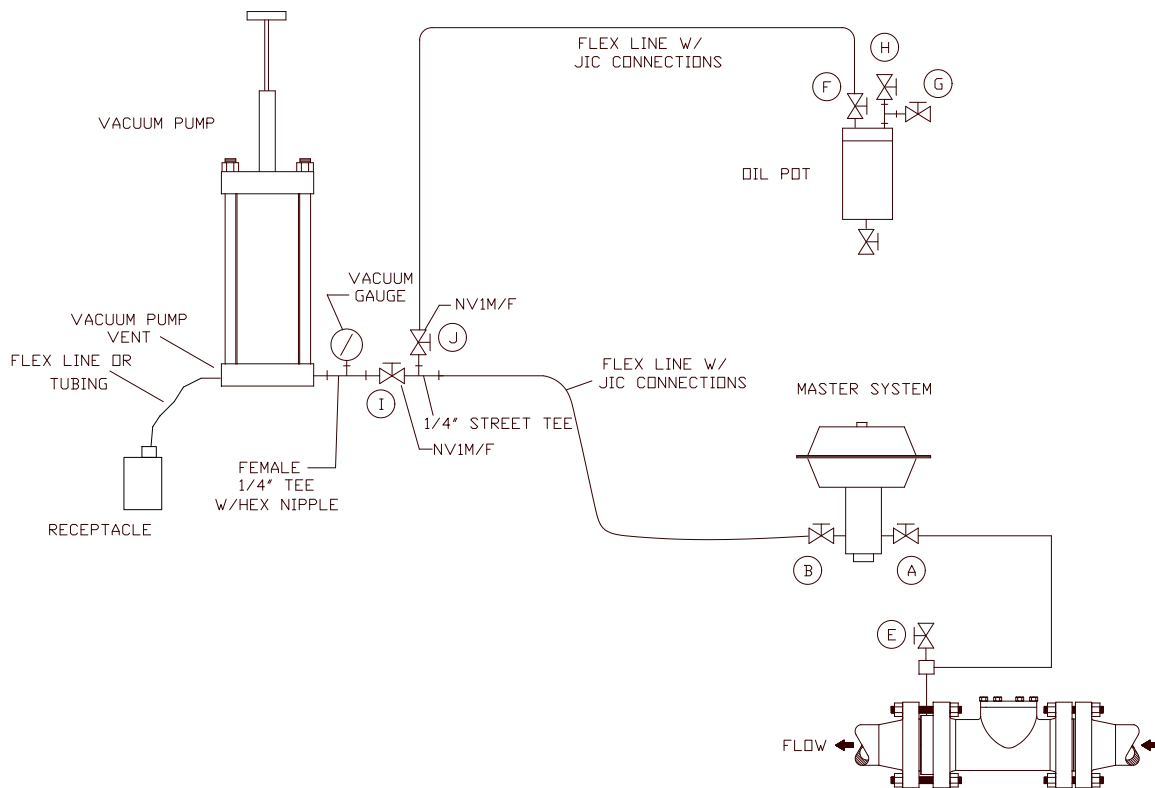 FLEX LINE W/
JIC CONNECTIONS
H
F
G
VACUUM PUMP
OIL POT
VACUUM
GAUGE
NV1M/F
J
VACUUM PUMP
VENT
FLEX LINE OR
TUBING
FLEX LINE W/
JIC CONNECTIONS
I
MASTER SYSTEM
1/4" STREET TEE
NV1M/F
FEMALE
1/4" TEE
W/HEX NIPPLE
RECEPTACLE
B
A
E
FLOW